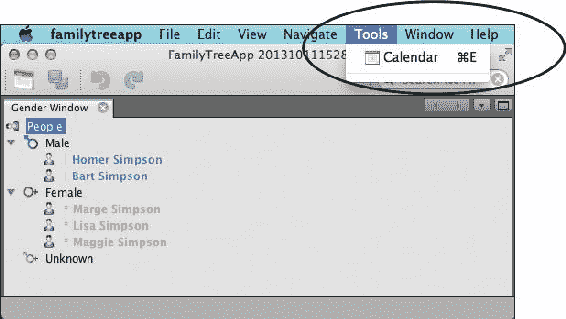 familytreeapp File Edit View Navigate Tools Window Help
FamilyTreeApp 201310111528
Calendar ⌘E
Gender Window
People
Male
Homer Simpson
Bart Simpson
Female
* Marge Simpson
* Lisa Simpson
* Maggie Simpson
Unknown